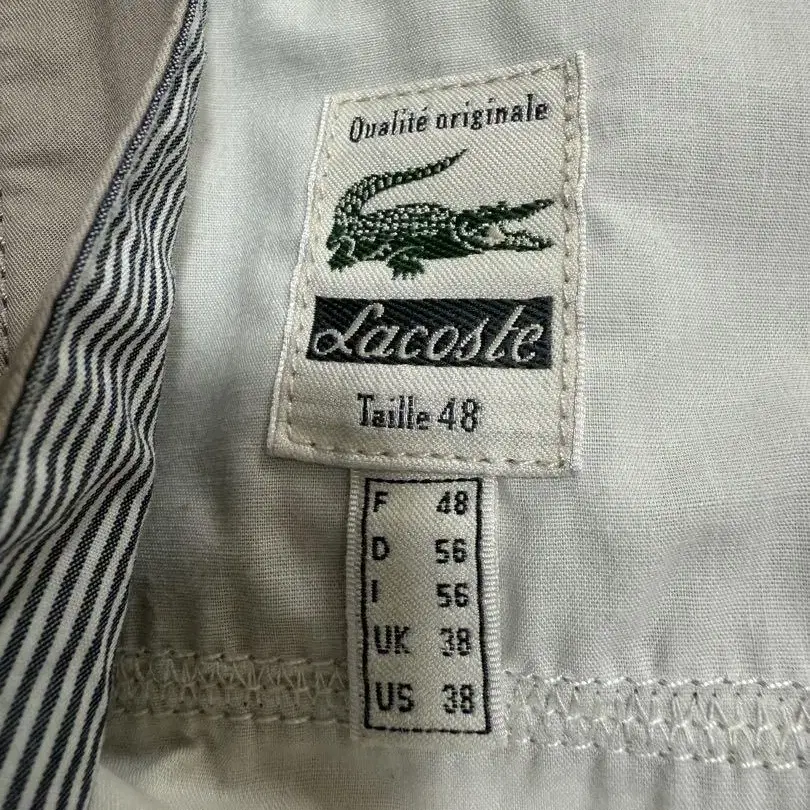 Qualité originale
Lacoste
Taille 48
F 48
D 56
I 56
UK 38
US 38